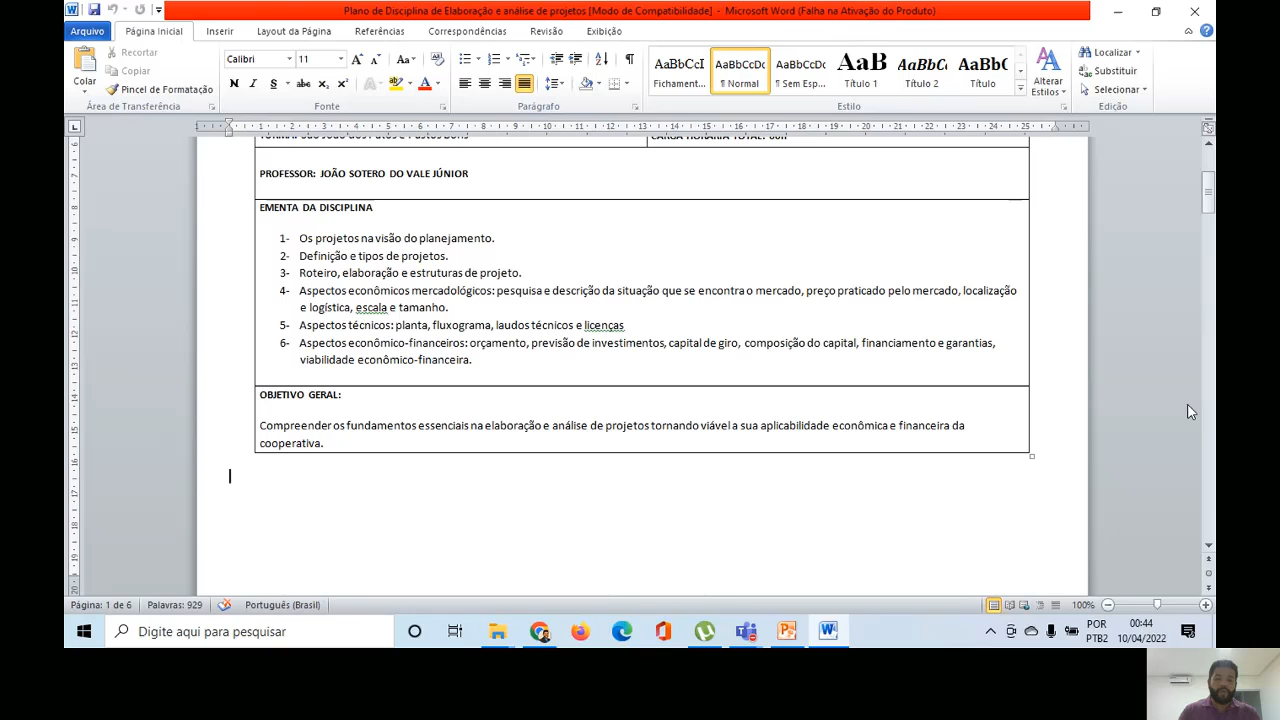 Plano de Disciplina de Elaboração e análise de projetos [Modo de Compatibilidade] - Microsoft Word (Falha na Ativação do Produto)
Arquivo Página Inicial Inserir Layout da Página Referências Correspondências Revisão Exibição
Colar
Recortar
Copiar
Pincel de Formatação
Área de Transferência
Calibri 11
Fonte
Parágrafo
AaBbCcI AaBbCcDc AaBbCcDc AaBbC AaBbCc AaBbC
Fichament... ¶ Normal ¶ Sem Esp... Título 1 Título 2 Título
Alterar Estilos
Estilo
Localizar
Substituir
Selecionar
Edição
PROFESSOR: JOÃO SOTERO DO VALE JÚNIOR
EMENTA DA DISCIPLINA
1- Os projetos na visão do planejamento.
2- Definição e tipos de projetos.
3- Roteiro, elaboração e estruturas de projeto.
4- Aspectos econômicos mercadológicos: pesquisa e descrição da situação que se encontra o mercado, preço praticado pelo mercado, localização
e logística, escala e tamanho.
5- Aspectos técnicos: planta, fluxograma, laudos técnicos e licenças
6- Aspectos econômico-financeiros: orçamento, previsão de investimentos, capital de giro, composição do capital, financiamento e garantias,
viabilidade econômico-financeira.
OBJETIVO GERAL:
Compreender os fundamentos essenciais na elaboração e análise de projetos tornando viável a sua aplicabilidade econômica e financeira da
cooperativa.
Página: 1 de 6 Palavras: 929 Português (Brasil) 100%
Digite aqui para pesquisar
POR
PTB2
00:44
10/04/2022